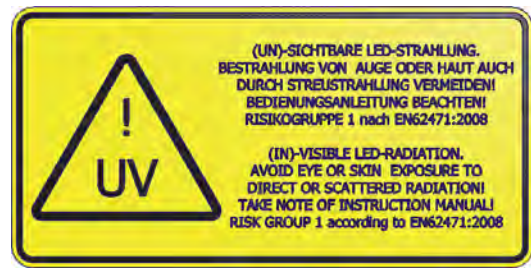 !
UV
(UN)-SICHTBARE LED-STRAHLUNG.
BESTRAHLUNG VON AUGE ODER HAUT AUCH
DURCH STREUSTRAHLUNG VERMEIDEN!
BEDIENUNGSANLEITUNG BEACHTEN!
RISIKOGRUPPE 1 nach EN62471:2008
(IN)-VISIBLE LED-RADIATION.
AVOID EYE OR SKIN EXPOSURE TO
DIRECT OR SCATTERED RADIATION!
TAKE NOTE OF INSTRUCTION MANUAL!
RISK GROUP 1 according to EN62471:2008